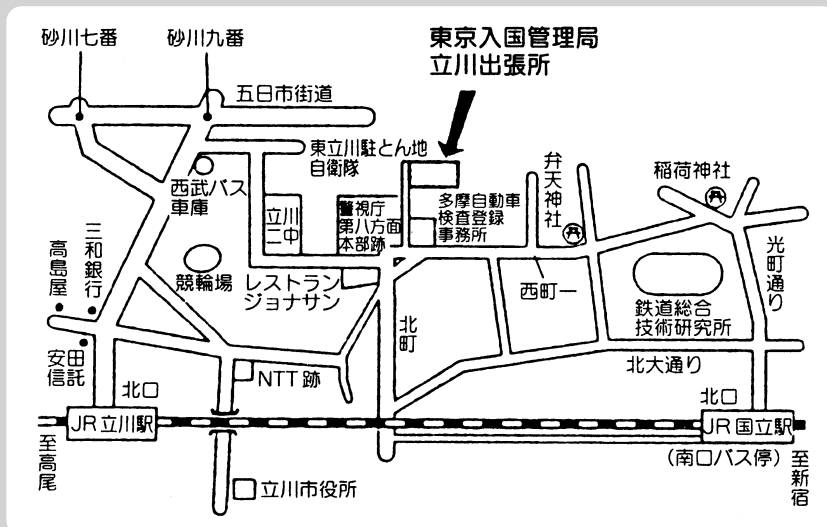 砂川七番
砂川九番
東京入国管理局
立川出張所
五日市街道
東立川駐とん地
自衛隊
西武バス
車庫
立川
二中
警視庁
第八方面
本部跡
多摩自動車
検査登録
事務所
弁天神社
稲荷神社
三和銀行
高島屋
競輪場
レストラン
ジョナサン
西町一
光町通り
鉄道総合
技術研究所
安田
信託
北町
北大通り
NTT跡
北口
北口
JR立川駅
JR国立駅
至高尾
(南口バス停)
至新宿
立川市役所